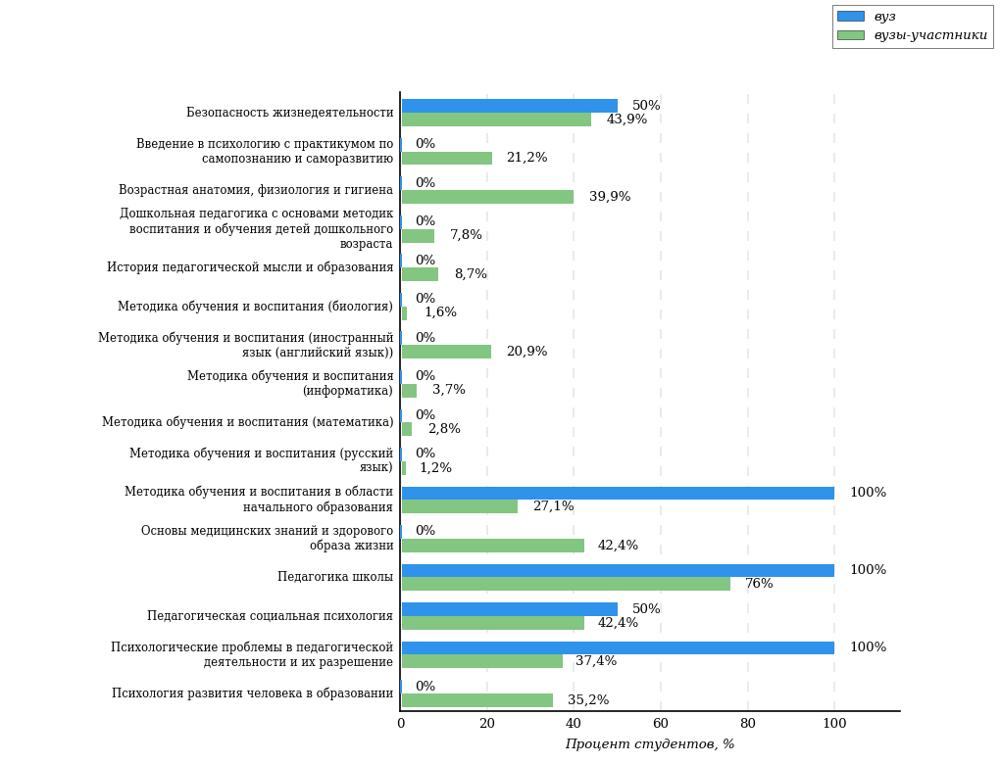 вуз
вузы-участники
Безопасность жизнедеятельности
50%
43,9%
Введение в психологию с практикумом по
самопознанию и саморазвитию
0%
21,2%
Возрастная анатомия, физиология и гигиена
0%
39,9%
Дошкольная педагогика с основами методик
воспитания и обучения детей дошкольного
возраста
0%
7,8%
История педагогической мысли и образования
0%
8,7%
Методика обучения и воспитания (биология)
0%
1,6%
Методика обучения и воспитания (иностранный
язык (английский язык))
0%
20,9%
Методика обучения и воспитания
(информатика)
0%
3,7%
Методика обучения и воспитания (математика)
0%
2,8%
Методика обучения и воспитания (русский
язык)
0%
1,2%
Методика обучения и воспитания в области
начального образования
100%
27,1%
Основы медицинских знаний и здорового
образа жизни
0%
42,4%
Педагогика школы
100%
76%
Педагогическая социальная психология
50%
42,4%
Психологические проблемы в педагогической
деятельности и их разрешение
100%
37,4%
Психология развития человека в образовании
0%
35,2%
0 20 40 60 80 100
Процент студентов, %